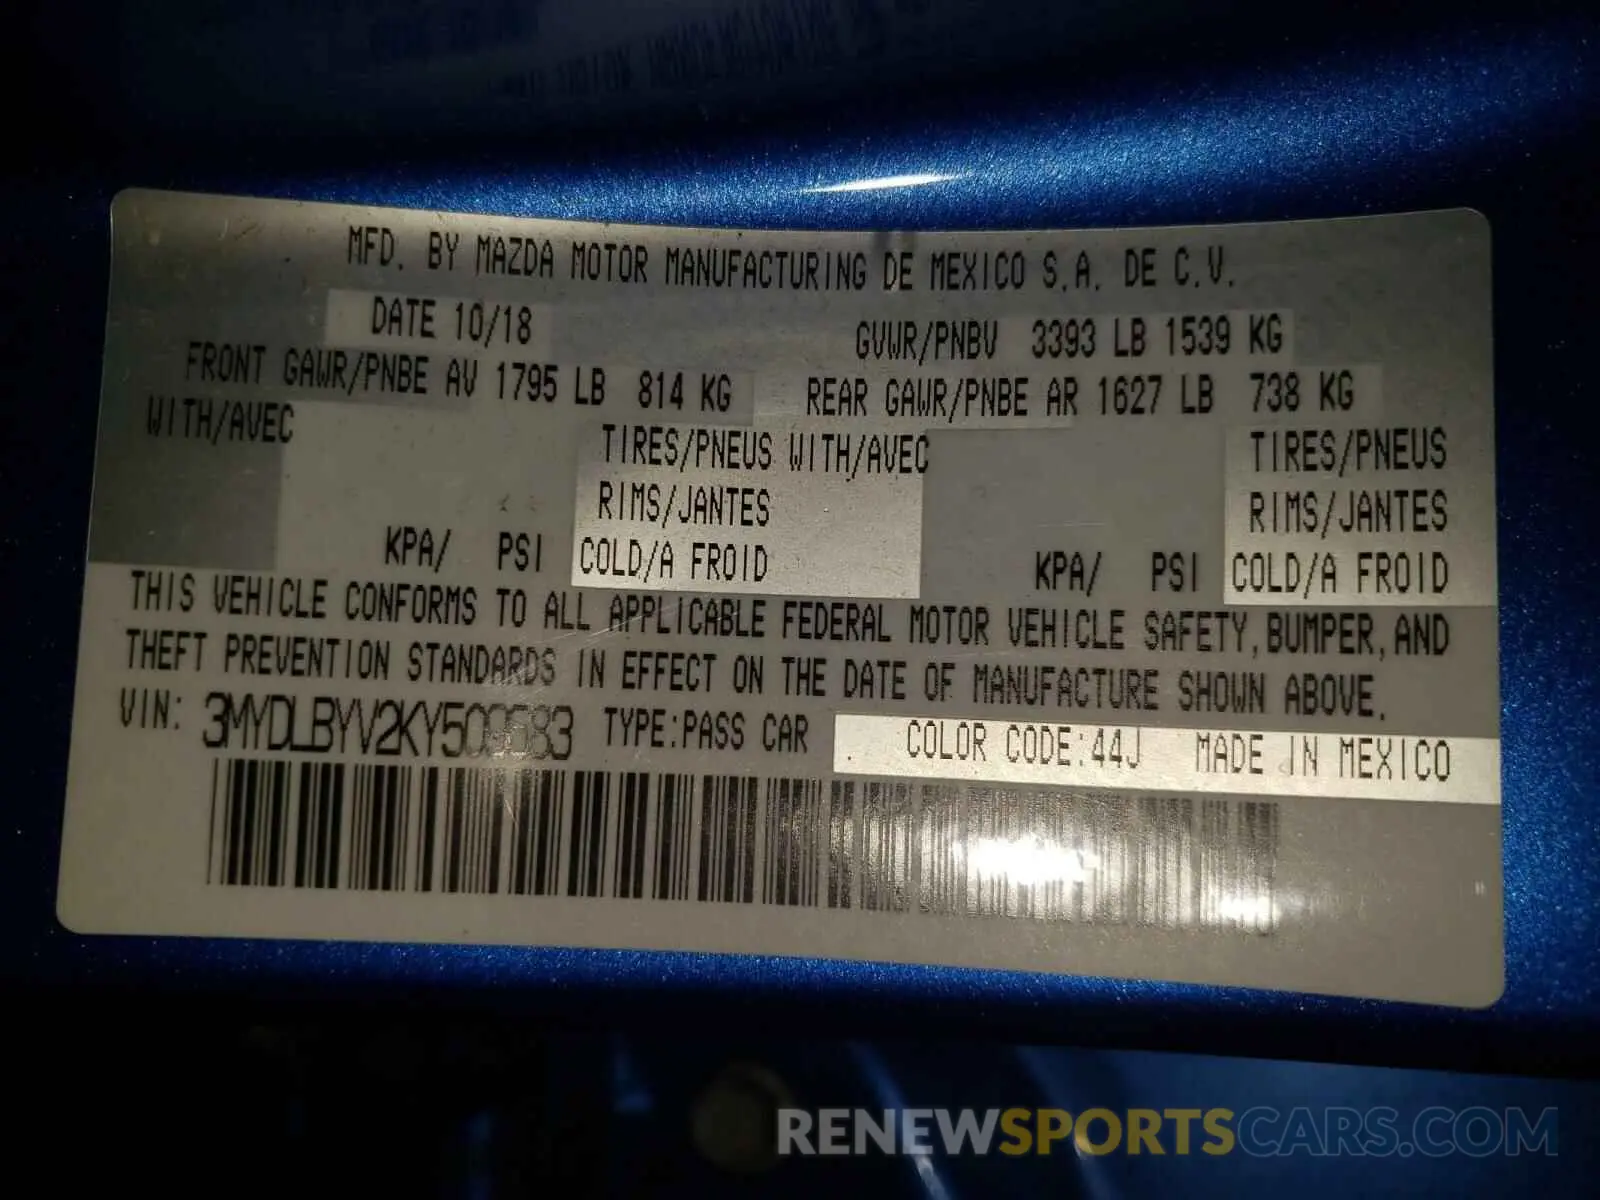 MFD. BY MAZDA MOTOR MANUFACTURING DE MEXICO S.A. DE C.V.
DATE 10/18 GVWR/PNBV 3393 LB 1539 KG
FRONT GAWR/PNBE AV 1795 LB 814 KG REAR GAWR/PNBE AR 1627 LB 738 KG
WITH/AVEC TIRES/PNEUS WITH/AVEC TIRES/PNEUS
RIMS/JANTES RIMS/JANTES
KPA/ PSI COLD/A FROID KPA/ PSI COLD/A FROID
THIS VEHICLE CONFORMS TO ALL APPLICABLE FEDERAL MOTOR VEHICLE SAFETY, BUMPER, AND
THEFT PREVENTION STANDARDS IN EFFECT ON THE DATE OF MANUFACTURE SHOWN ABOVE.
VIN: TYPE:PASS CAR COLOR CODE:44J MADE IN MEXICO
RENEWSPORTSCARS.COM